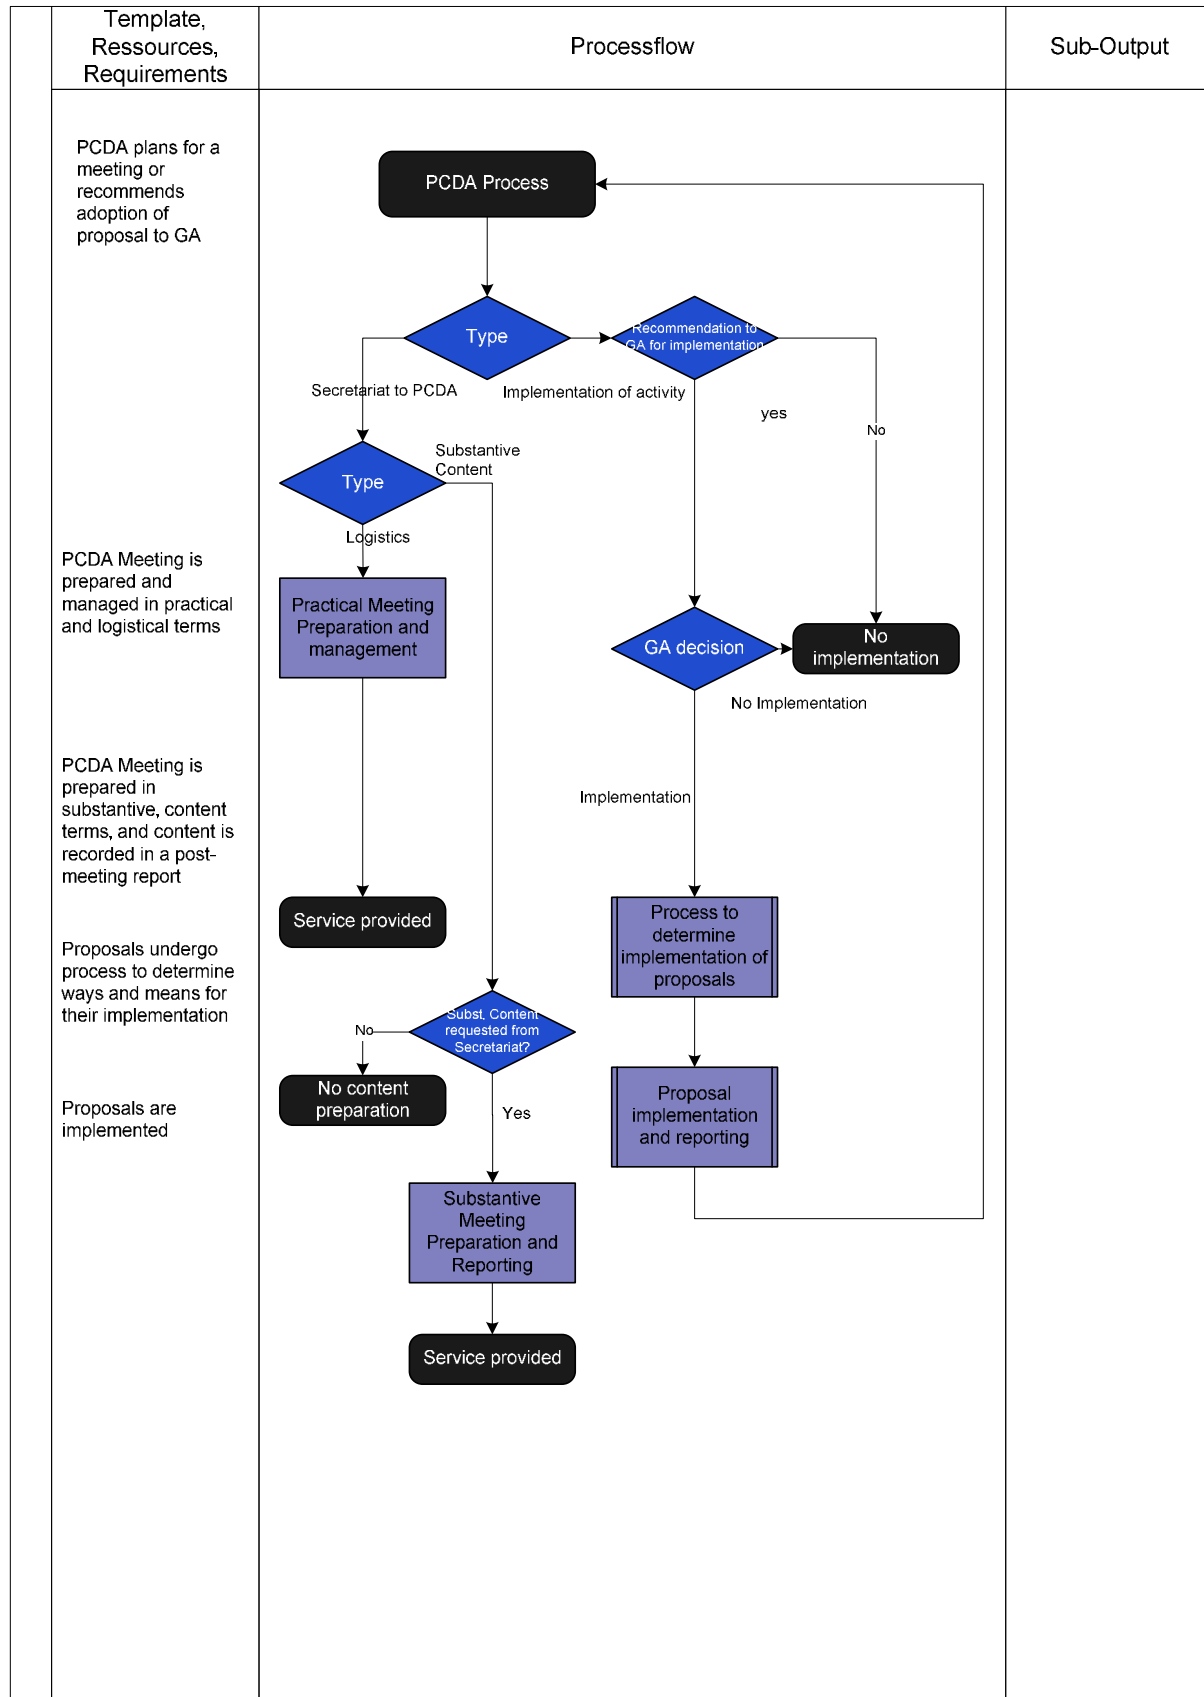 Template,
Ressources,
Requirements
Processflow
Sub-Output
PCDA plans for a
meeting or
recommends
adoption of
proposal to GA
PCDA Process
Type
Recommendation to
GA for implementation
Secretariat to PCDA
Implementation of activity
yes
No
Substantive
Content
Type
Logistics
PCDA Meeting is
prepared and
managed in practical
and logistical terms
Practical Meeting
Preparation and
management
GA decision
No
implementation
No Implementation
PCDA Meeting is
prepared in
substantive, content
terms, and content is
recorded in a post-
meeting report
Implementation
Service provided
Process to
determine
implementation of
proposals
Proposals undergo
process to determine
ways and means for
their implementation
Subst. Content
requested from
Secretariat?
No
No content
preparation
Yes
Proposals are
implemented
Proposal
implementation
and reporting
Substantive
Meeting
Preparation and
Reporting
Service provided